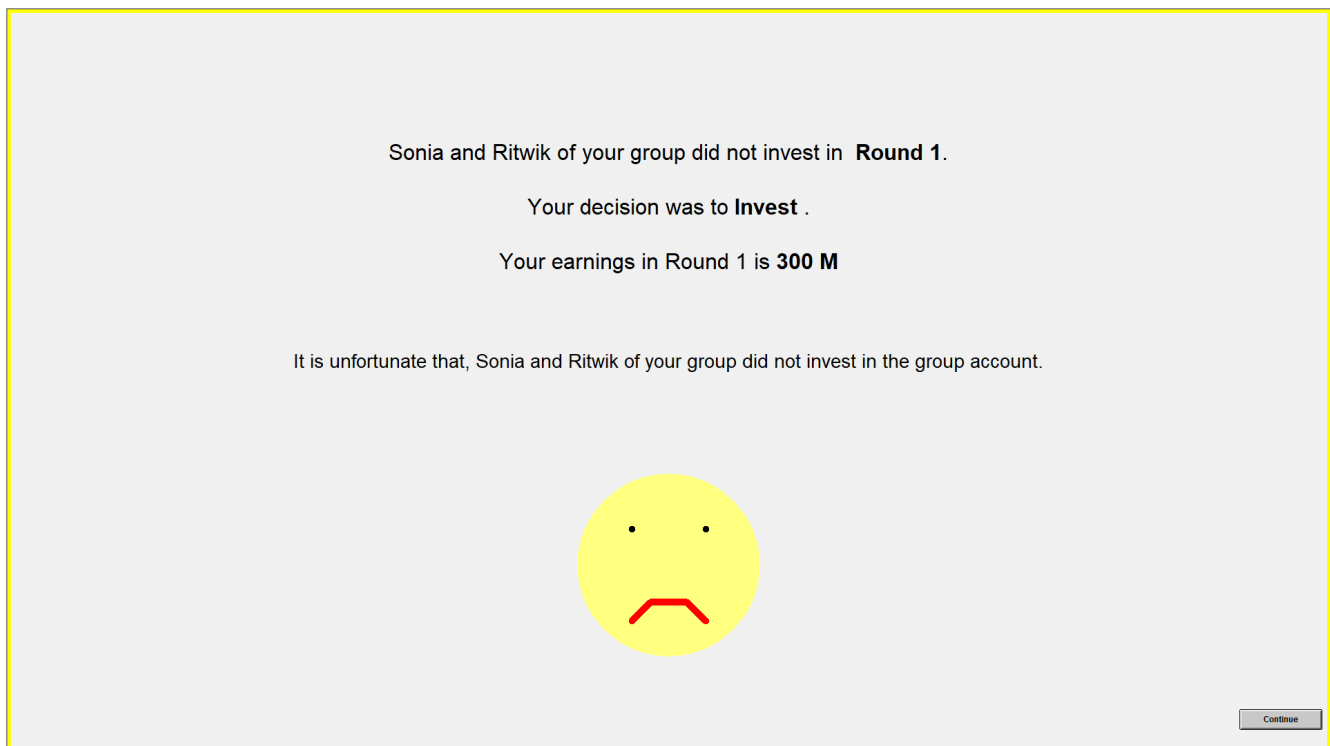 Sonia and Ritwik of your group did not invest in Round 1.
Your decision was to Invest .
Your earnings in Round 1 is 300 M
It is unfortunate that, Sonia and Ritwik of your group did not invest in the group account.
Continue